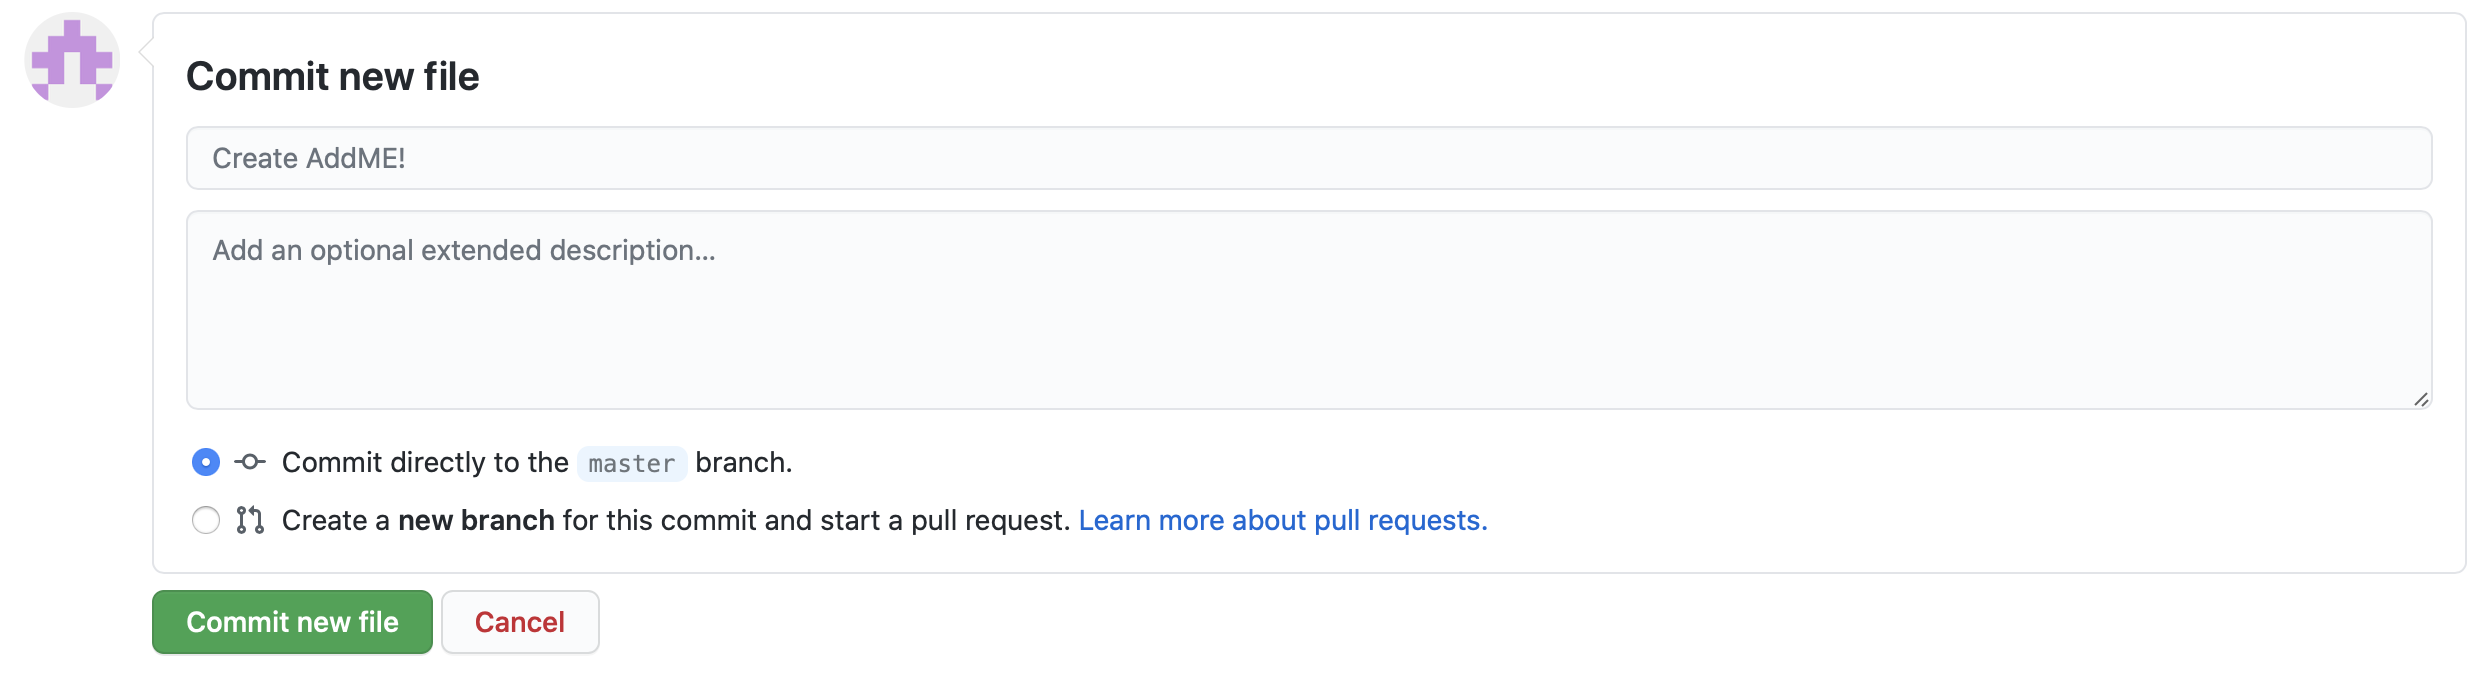 Commit new file
Create AddME!
Add an optional extended description...
Commit directly to the master branch.
Create a new branch for this commit and start a pull request. Learn more about pull requests.
Commit new file
Cancel